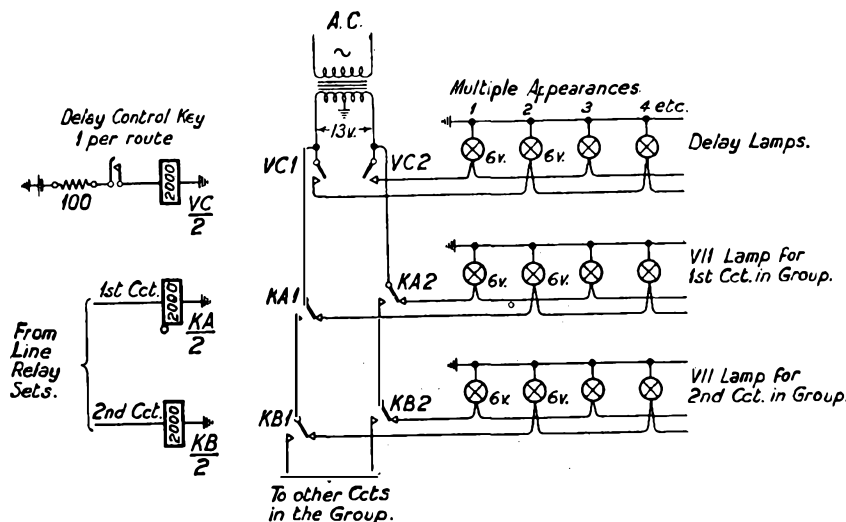 A.C.
Multiple Appearances.
1 2 3 4 etc.
Delay Control Key
1 per route
13v.
Delay Lamps.
VC1
VC2
6v.
6v.
100
2000
VC
2
VII Lamp for
1st Cct. in Group.
KA2
6v.
6v.
KA1
1st Cct.
2000
KA
2
From
Line
Relay
Sets.
VII Lamp for
2nd Cct. in Group.
KB2
6v.
6v.
KB1
2nd Cct.
2000
KB
2
To other Ccts
in the Group.